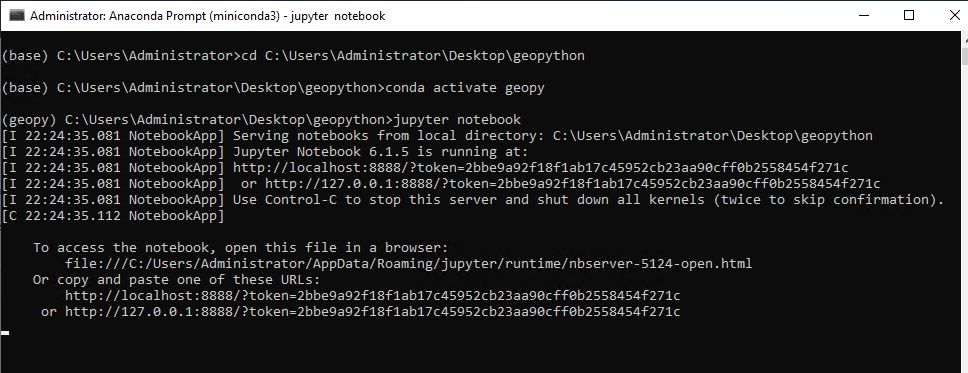 Administrator: Anaconda Prompt (miniconda3) - jupyter notebook
(base) C:\Users\Administrator>cd C:\Users\Administrator\Desktop\geopython
(base) C:\Users\Administrator\Desktop\geopython>conda activate geopy
(geopy) C:\Users\Administrator\Desktop\geopython>jupyter notebook
[I 22:24:35.081 NotebookApp] Serving notebooks from local directory: C:\Users\Administrator\Desktop\geopython
[I 22:24:35.081 NotebookApp] Jupyter Notebook 6.1.5 is running at:
[I 22:24:35.081 NotebookApp] http://localhost:8888/?token=2bbe9a92f18f1ab17c45952cb23aa90cff0b2558454f271c
[I 22:24:35.081 NotebookApp]  or http://127.0.0.1:8888/?token=2bbe9a92f18f1ab17c45952cb23aa90cff0b2558454f271c
[I 22:24:35.081 NotebookApp] Use Control-C to stop this server and shut down all kernels (twice to skip confirmation).
[C 22:24:35.112 NotebookApp]
To access the notebook, open this file in a browser:
file:///C:/Users/Administrator/AppData/Roaming/jupyter/runtime/nbserver-5124-open.html
Or copy and paste one of these URLs:
http://localhost:8888/?token=2bbe9a92f18f1ab17c45952cb23aa90cff0b2558454f271c
or http://127.0.0.1:8888/?token=2bbe9a92f18f1ab17c45952cb23aa90cff0b2558454f271c